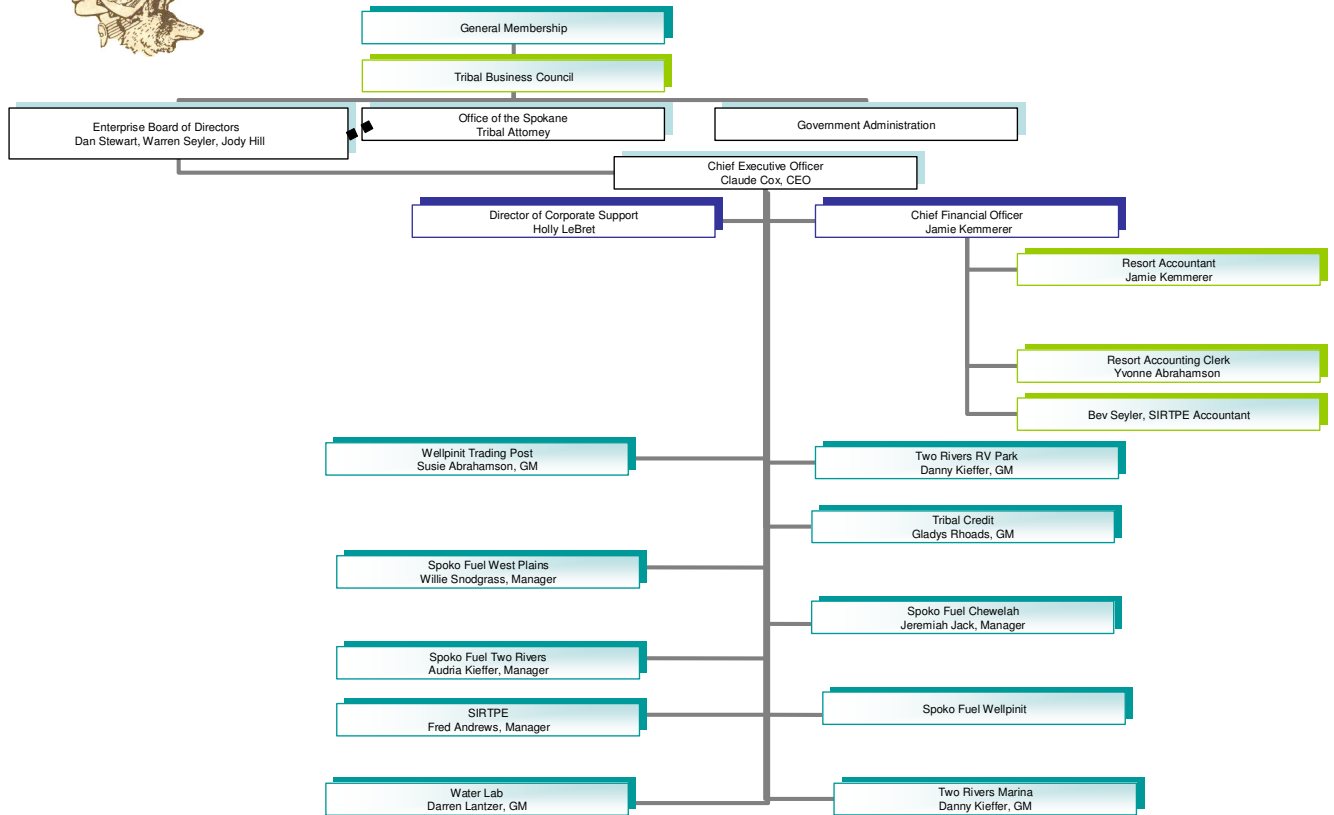 General Membership
Tribal Business Council
Enterprise Board of Directors
Dan Stewart, Warren Seyler, Jody Hill
Office of the Spokane
Tribal Attorney
Government Administration
Chief Executive Officer
Claude Cox, CEO
Director of Corporate Support
Holly LeBret
Chief Financial Officer
Jamie Kemmerer
Resort Accountant
Jamie Kemmerer
Resort Accounting Clerk
Yvonne Abrahamson
Bev Seyler, SIRTPE Accountant
Wellpinit Trading Post
Susie Abrahamson, GM
Two Rivers RV Park
Danny Kieffer, GM
Tribal Credit
Gladys Rhoads, GM
Spoko Fuel West Plains
Willie Snodgrass, Manager
Spoko Fuel Chewelah
Jeremiah Jack, Manager
Spoko Fuel Two Rivers
Audria Kieffer, Manager
SIRTPE
Fred Andrews, Manager
Spoko Fuel Wellpinit
Water Lab
Darren Lantzer, GM
Two Rivers Marina
Danny Kieffer, GM